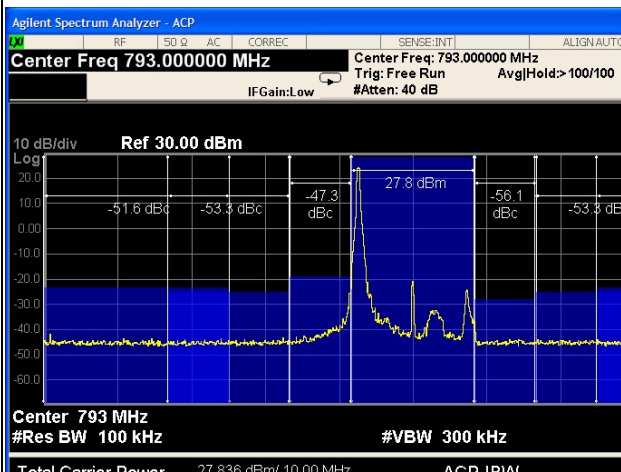 Agilent Spectrum Analyzer - ACP
LXI RF 50 Ω AC CORREC SENSE:INT ALIGN AUTO
Center Freq 793.000000 MHz
Center Freq: 793.000000 MHz
Trig: Free Run Avg|Hold:> 100/100
IFGain:Low #Atten: 40 dB
10 dB/div Ref 30.00 dBm
Log
20.0
10.0
0.00
-10.0
-20.0
-30.0
-40.0
-50.0
-60.0
-51.6 dBc -53.3 dBc -47.3 dBc 27.8 dBm -56.1 dBc -53.3 dB
Center 793 MHz
#Res BW 100 kHz #VBW 300 kHz
Total Carrier Power 27.836 dBm/ 10.00 MHz ACP-IBW